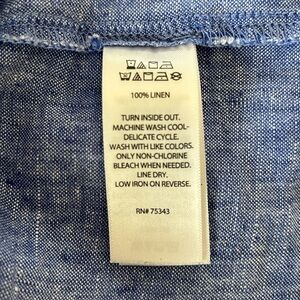 100% LINEN
TURN INSIDE OUT.
MACHINE WASH COOL-
DELICATE CYCLE.
WASH WITH LIKE COLORS.
ONLY NON-CHLORINE
BLEACH WHEN NEEDED.
LINE DRY.
LOW IRON ON REVERSE.
RN# 75343